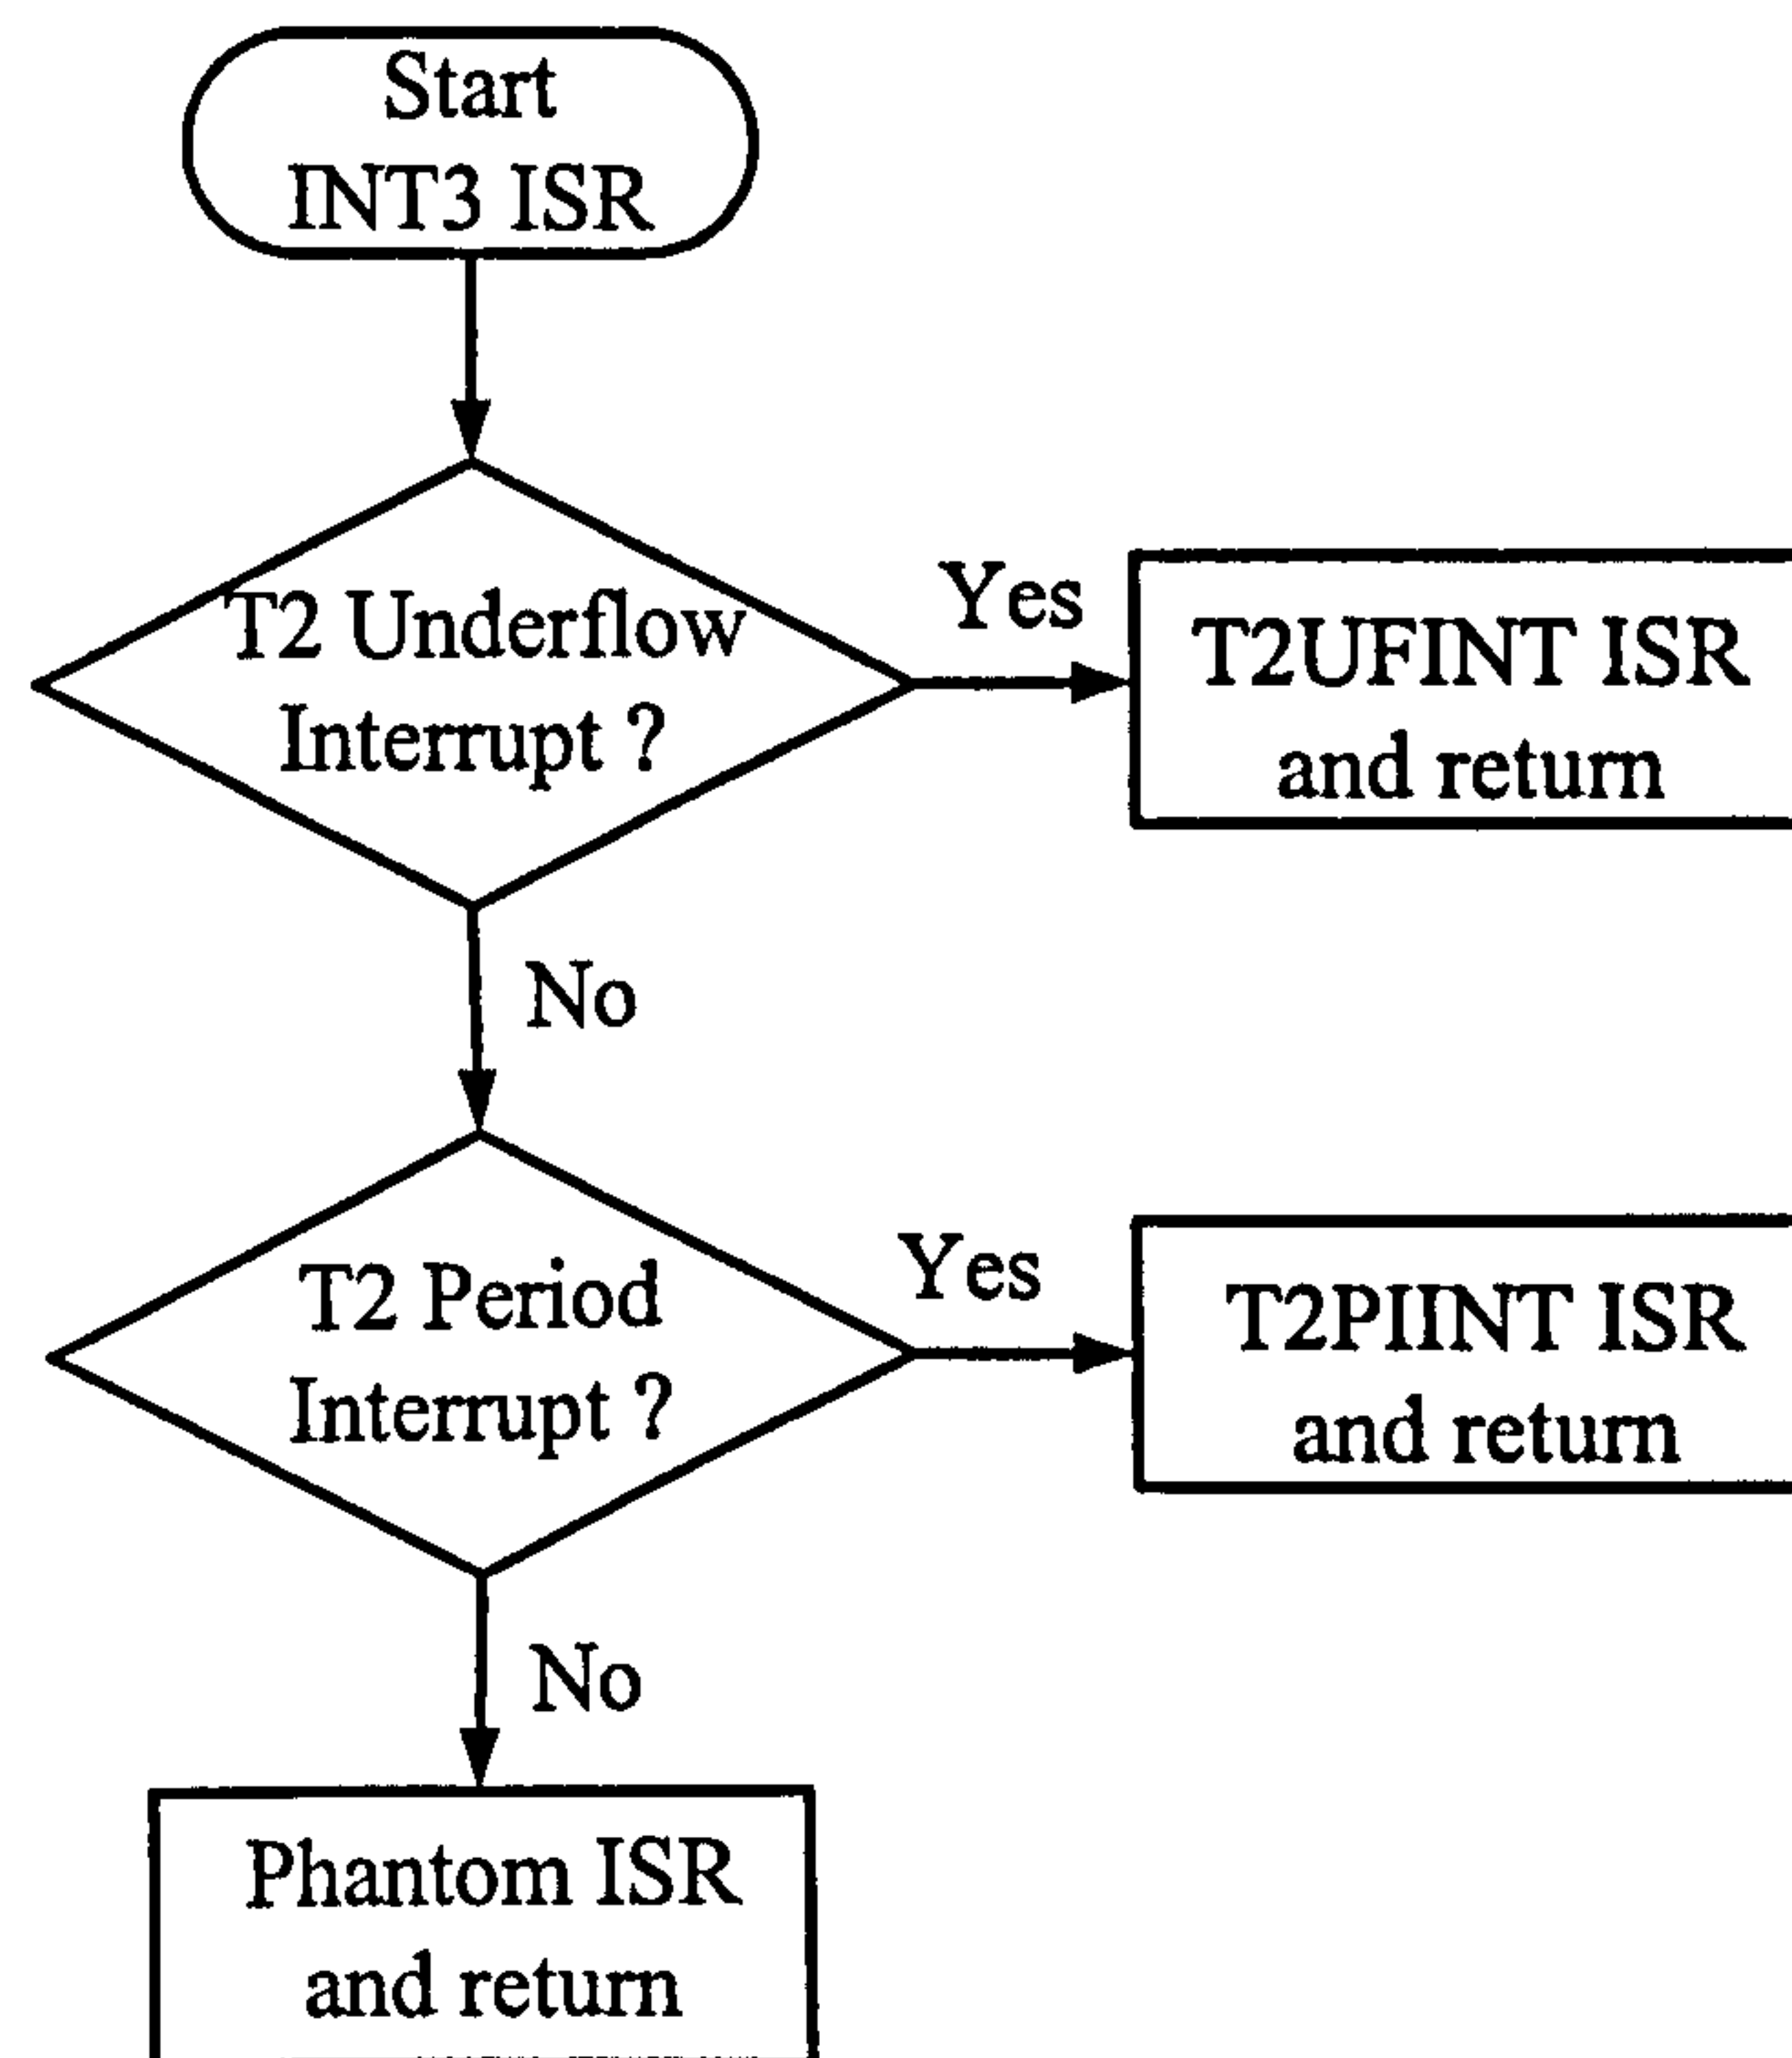 Start
INT3 ISR
T2 Underflow
Interrupt ?
Yes
T2UFINT ISR
and return
No
T2 Period
Interrupt ?
Yes
T2PIINT ISR
and return
No
Phantom ISR
and return